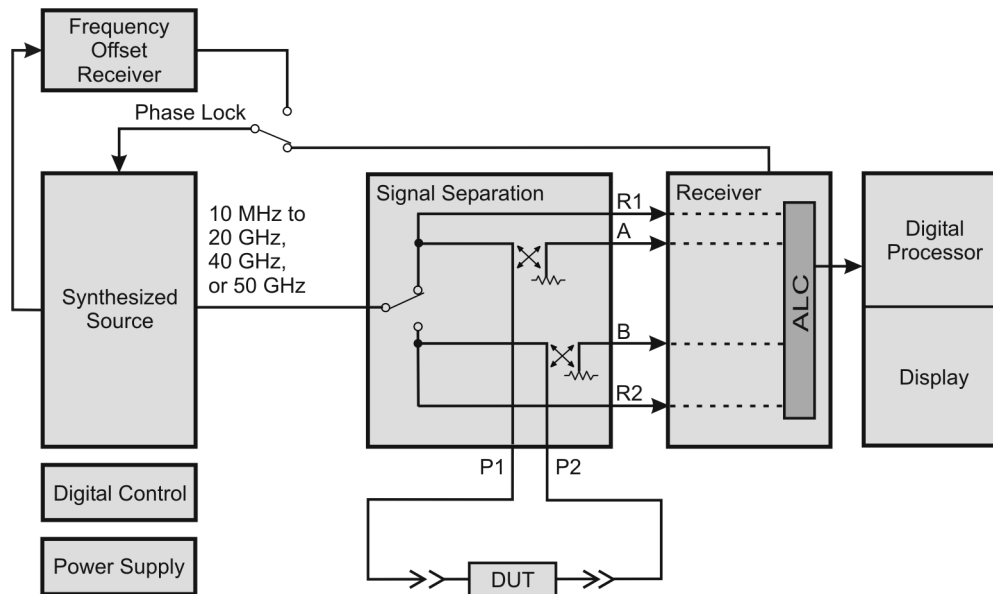 Frequency
Offset
Receiver
Phase Lock
Synthesized
Source
10 MHz to
20 GHz,
40 GHz,
or 50 GHz
Signal Separation
R1
A
B
R2
P1
P2
Receiver
ALC
Digital
Processor
Display
Digital Control
Power Supply
DUT